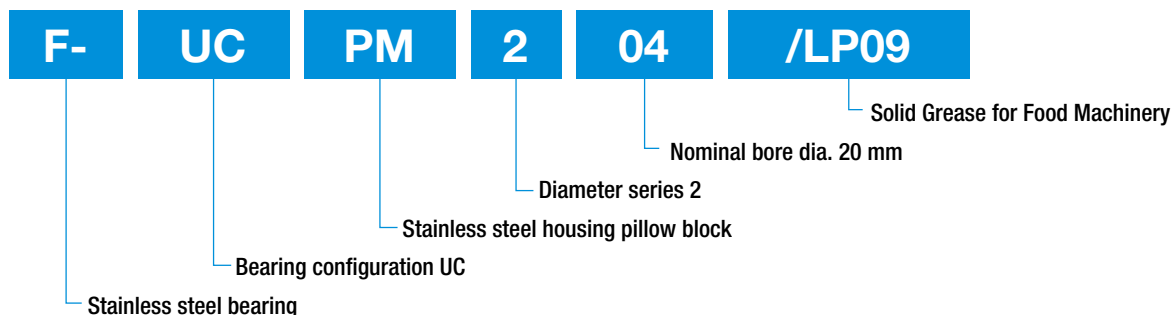 F- UC PM 2 04 /LP09
Solid Grease for Food Machinery
Nominal bore dia. 20 mm
Diameter series 2
Stainless steel housing pillow block
Bearing configuration UC
Stainless steel bearing